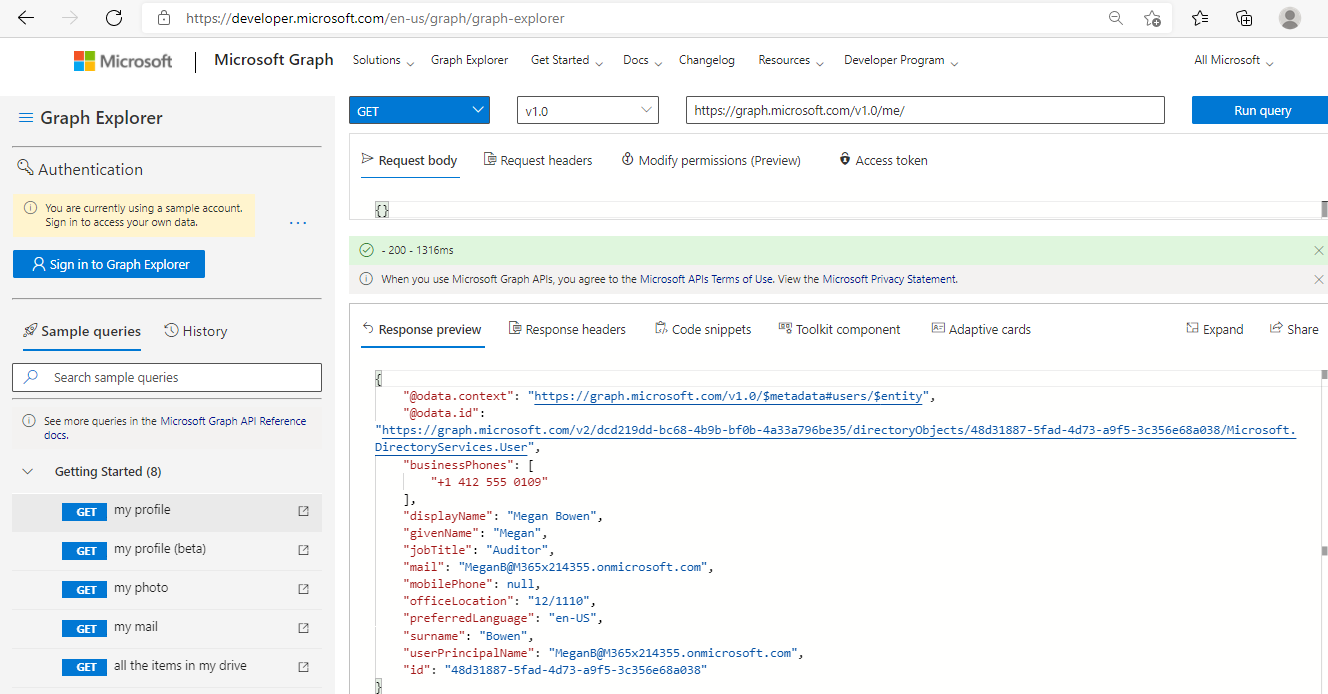 https://developer.microsoft.com/en-us/graph/graph-explorer
Microsoft
Microsoft Graph
Solutions
Graph Explorer
Get Started
Docs
Changelog
Resources
Developer Program
All Microsoft
Graph Explorer
GET
v1.0
https://graph.microsoft.com/v1.0/me/
Run query
Authentication
You are currently using a sample account.
Sign in to access your own data.
...
Sign in to Graph Explorer
Request body
Request headers
Modify permissions (Preview)
Access token
{}
- 200 - 1316ms
When you use Microsoft Graph APIs, you agree to the Microsoft APIs Terms of Use. View the Microsoft Privacy Statement.
Sample queries
History
Search sample queries
See more queries in the Microsoft Graph API Reference
docs.
Getting Started (8)
GET my profile
GET my profile (beta)
GET my photo
GET my mail
GET all the items in my drive
Response preview
Response headers
Code snippets
Toolkit component
Adaptive cards
Expand
Share
{
"@odata.context": "https://graph.microsoft.com/v1.0/$metadata#users/$entity",
"@odata.id":
"https://graph.microsoft.com/v2/dcd219dd-bc68-4b9b-bf0b-4a33a796be35/directoryObjects/48d31887-5fad-4d73-a9f5-3c356e68a038/Microsoft.
DirectoryServices.User",
"businessPhones": [
"+1 412 555 0109"
],
"displayName": "Megan Bowen",
"givenName": "Megan",
"jobTitle": "Auditor",
"mail": "MeganB@M365x214355.onmicrosoft.com",
"mobilePhone": null,
"officeLocation": "12/1110",
"preferredLanguage": "en-US",
"surname": "Bowen",
"userPrincipalName": "MeganB@M365x214355.onmicrosoft.com",
"id": "48d31887-5fad-4d73-a9f5-3c356e68a038"
}